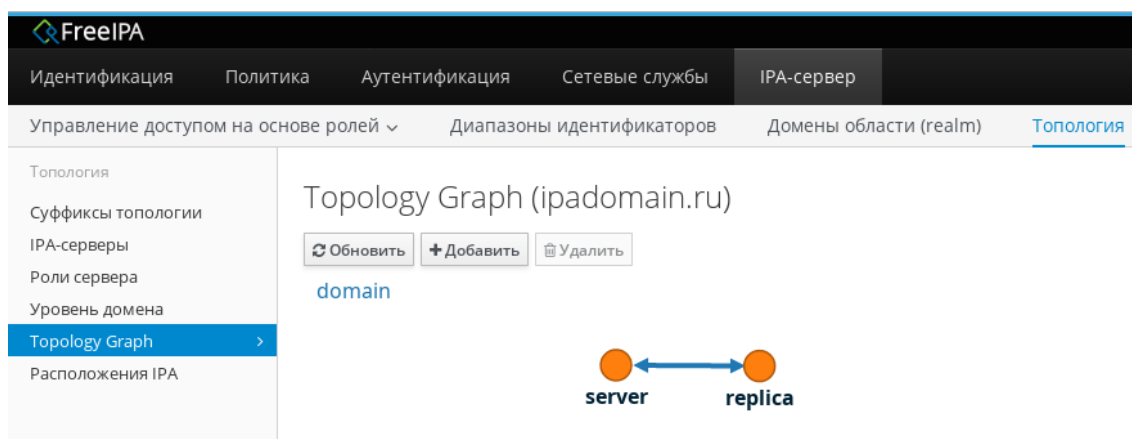 FreeIPA
Идентификация Политика Аутентификация Сетевые службы IPA-сервер
Управление доступом на основе ролей Диапазоны идентификаторов Домены области (realm) Топология
Топология
Суффиксы топологии
IPA-серверы
Роли сервера
Уровень домена
Topology Graph
Расположения IPA
Topology Graph (ipadomain.ru)
Обновить Добавить Удалить
domain
server replica